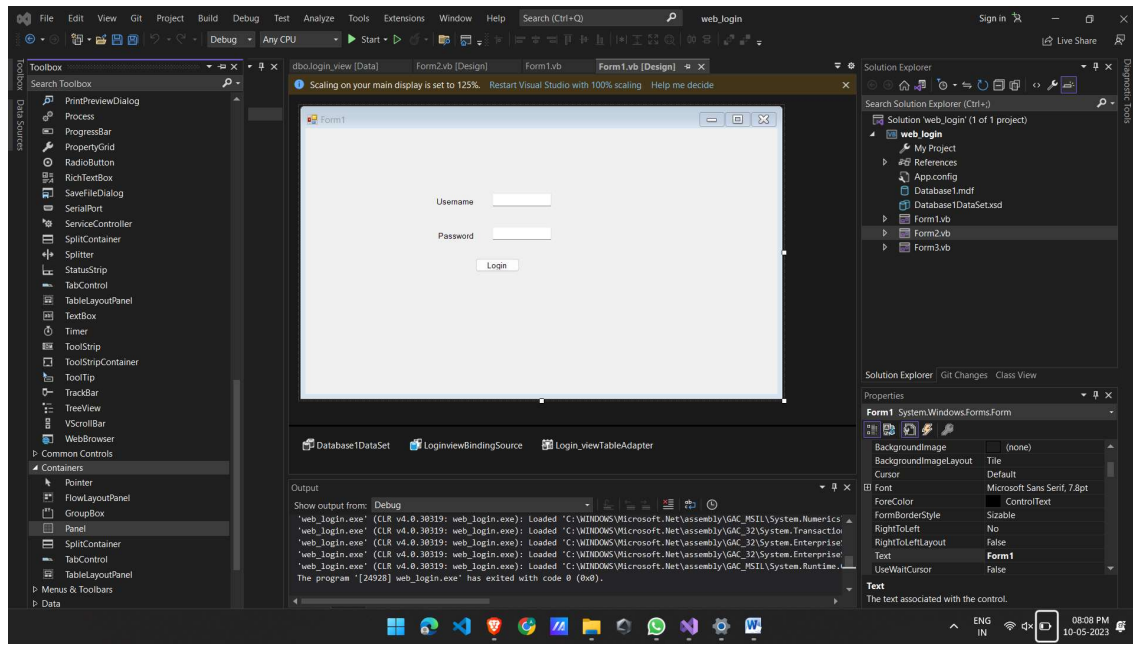 File Edit View Git Project Build Debug Test Analyze Tools Extensions Window Help Search (Ctrl+Q) web_login Sign in
Debug Any CPU Start Live Share
Toolbox
Data Sources
Toolbox
Search Toolbox
PrintPreviewDialog
Process
ProgressBar
PropertyGrid
RadioButton
RichTextBox
SaveFileDialog
SerialPort
ServiceController
SplitContainer
Splitter
StatusStrip
TabControl
TableLayoutPanel
TextBox
Timer
ToolStrip
ToolStripContainer
ToolTip
TrackBar
TreeView
VScrollBar
WebBrowser
Common Controls
Containers
Pointer
FlowLayoutPanel
GroupBox
Panel
SplitContainer
TabControl
TableLayoutPanel
Menus & Toolbars
Data
dbo.login_view [Data] Form2.vb [Design] Form1.vb Form1.vb [Design]
Scaling on your main display is set to 125%. Restart Visual Studio with 100% scaling Help me decide
Form1
Username
Password
Login
Database1DataSet LoginviewBindingSource Login_viewTableAdapter
Output
Show output from: Debug
'web_login.exe' (CLR v4.0.30319: web_login.exe): Loaded 'C:\WINDOWS\Microsoft.Net\assembly\GAC_MSIL\System.Numerics
'web_login.exe' (CLR v4.0.30319: web_login.exe): Loaded 'C:\WINDOWS\Microsoft.Net\assembly\GAC_32\System.Transaction
'web_login.exe' (CLR v4.0.30319: web_login.exe): Loaded 'C:\WINDOWS\Microsoft.Net\assembly\GAC_32\System.Enterprise
'web_login.exe' (CLR v4.0.30319: web_login.exe): Loaded 'C:\WINDOWS\Microsoft.Net\assembly\GAC_32\System.Enterprise
'web_login.exe' (CLR v4.0.30319: web_login.exe): Loaded 'C:\WINDOWS\Microsoft.Net\assembly\GAC_MSIL\System.Runtime.
The program '[24928] web_login.exe' has exited with code 0 (0x0).
Solution Explorer
Search Solution Explorer (Ctrl+;)
Solution 'web_login' (1 of 1 project)
web_login
My Project
References
App.config
Database1.mdf
Database1DataSet.xsd
Form1.vb
Form2.vb
Form3.vb
Solution Explorer Git Changes Class View
Properties
Form1 System.Windows.Forms.Form
BackgroundImage (none)
BackgroundImageLayout Tile
Cursor Default
Font Microsoft Sans Serif, 7.8pt
ForeColor ControlText
FormBorderStyle Sizable
RightToLeft No
RightToLeftLayout False
Text Form1
UseWaitCursor False
Text
The text associated with the control.
Diagnostic Tools
ENG
IN
08:08 PM
10-05-2023